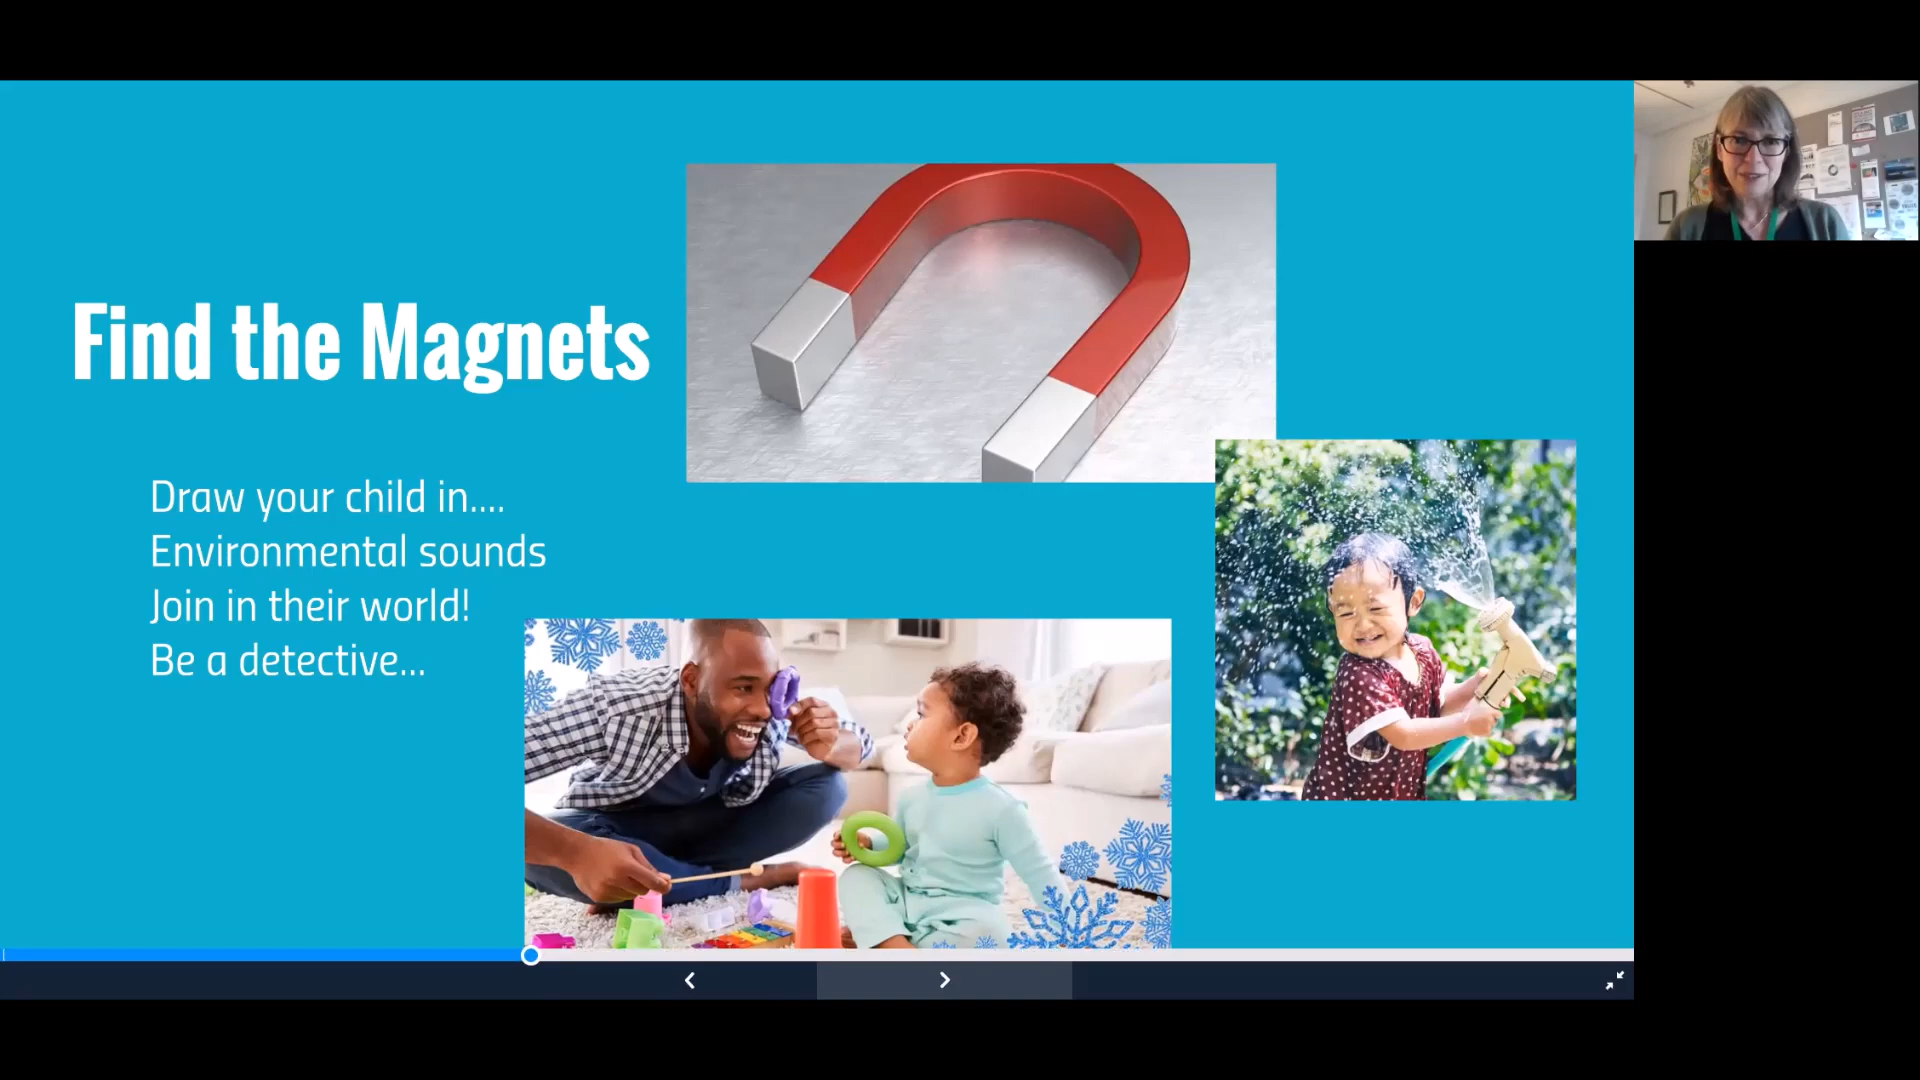 Find the Magnets
Draw your child in....
Environmental sounds
Join in their world!
Be a detective...